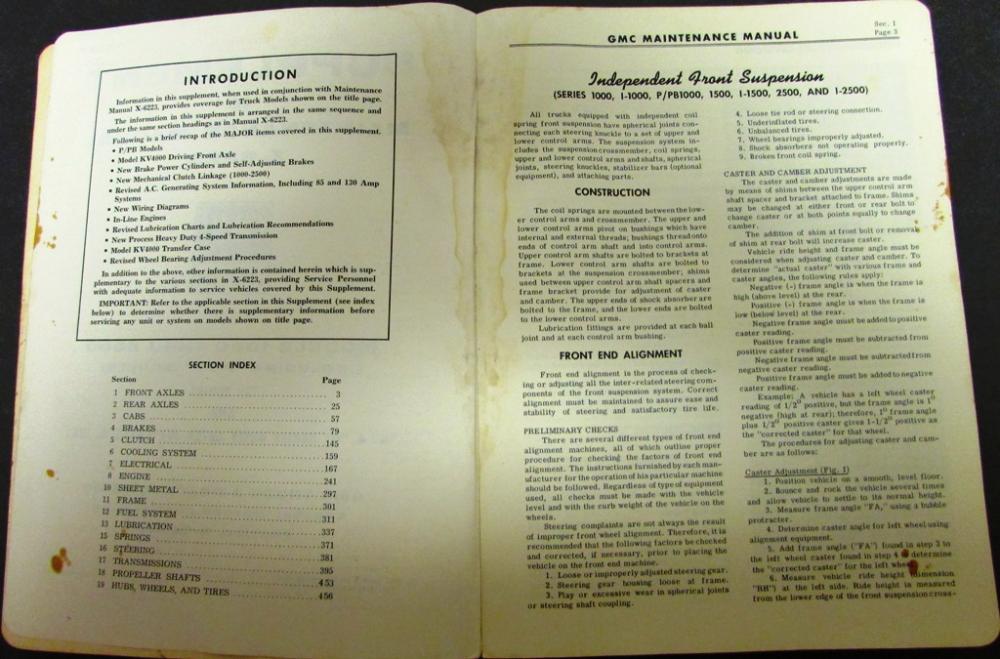 INTRODUCTION
Information in this supplement, when used in conjunction with Maintenance
Manual X-6223, provides coverage for Truck Models shown on the title page.
The information in this supplement is arranged in the same sequence and
under the same section headings as in Manual X-6223.
Following is a brief recap of the MAJOR items covered in this supplement.
• P/PB Models
• Model KV4000 Driving Front Axle
• New Brake Power Cylinders and Self-Adjusting Brakes
• New Mechanical Clutch Linkage (1000-2500)
• Revised A.C. Generating System Information, Including 85 and 130 Amp
Systems
• New Wiring Diagrams
• In-Line Engines
• Revised Lubrication Charts and Lubrication Recommendations
• New Process Heavy Duty 4-Speed Transmission
• Model KV4000 Transfer Case
• Revised Wheel Bearing Adjustment Procedures
In addition to the above, other information is contained herein which is sup-
plementary to the various sections in X-6223, providing Service Personnel
with adequate information to service vehicles covered by this Supplement.
IMPORTANT: Refer to the applicable section in this Supplement (see index
below) to determine whether there is supplementary information before
servicing any unit or system on models shown on title page.
SECTION INDEX
Section Page
1 FRONT AXLES 3
2 REAR AXLES 25
3 CABS 57
4 BRAKES 79
5 CLUTCH 145
6 COOLING SYSTEM 159
7 ELECTRICAL 167
8 ENGINE 241
10 SHEET METAL 297
11 FRAME 301
12 FUEL SYSTEM 311
13 LUBRICATION 337
15 SPRINGS 371
16 STEERING 381
17 TRANSMISSIONS 395
18 PROPELLER SHAFTS 453
19 HUBS, WHEELS, AND TIRES 456
GMC MAINTENANCE MANUAL
Sec. 1
Page 3
Independent Front Suspension
(SERIES 1000, I-1000, P/PB1000, 1500, I-1500, 2500, AND I-2500)
All trucks equipped with independent coil
spring front suspension have spherical joints con-
necting each steering knuckle to a set of upper and
lower control arms. The suspension system in-
cludes the suspension crossmember, coil springs,
upper and lower control arms and shafts, spherical
joints, steering knuckles, stabilizer bars (optional
equipment), and attaching parts.
CONSTRUCTION
The coil springs are mounted between the low-
er control arms and crossmember. The upper and
lower control arms pivot on bushings which have
internal and external threads; bushings thread onto
ends of control arm shaft and into control arms.
Upper control arm shafts are bolted to brackets at
frame. Lower control arm shafts are bolted to
brackets at the suspension crossmember; shims
used between upper control arm shaft spacers and
frame bracket provide for adjustment of caster
and camber. The upper ends of shock absorber are
bolted to the frame, and the lower ends are bolted
to the lower control arms.
Lubrication fittings are provided at each ball
joint and at each control arm bushing.
FRONT END ALIGNMENT
Front end alignment is the process of check-
ing or adjusting all the inter-related steering com-
ponents of the front suspension system. Correct
alignment must be maintained to assure ease and
stability of steering and satisfactory tire life.
PRELIMINARY CHECKS
There are several different types of front end
alignment machines, all of which outline proper
procedure for checking the factors of front end
alignment. The instructions furnished by each man-
ufacturer for the operation of his particular machine
should be followed. Regardless of type of equipment
used, all checks must be made with the vehicle
level and with the curb weight of the vehicle on the
wheels.
Steering complaints are not always the result
of improper front wheel alignment. Therefore, it is
recommended that the following factors be checked
and corrected, if necessary, prior to placing the
vehicle on the front end machine.
1. Loose or improperly adjusted steering gear.
2. Steering gear housing loose at frame.
3. Play or excessive wear in spherical joints
or steering shaft coupling.
4. Loose tie rod or steering connection.
5. Underinflated tires.
6. Unbalanced tires.
7. Wheel bearings improperly adjusted.
8. Shock absorbers not operating properly.
9. Broken front coil spring.
CASTER AND CAMBER ADJUSTMENT
The caster and camber adjustments are made
by means of shims between the upper control arm
shaft spacer and bracket attached to frame. Shims
may be changed at either front or rear bolt to
change caster or at both points equally to change
camber.
The addition of shim at front bolt or removal
of shim at rear bolt will increase caster.
Vehicle ride height and frame angle must be
considered when adjusting caster and camber. To
determine "actual caster" with various frame and
caster angles, the following rules apply:
Negative (-) frame angle is when the frame is
high (above level) at the rear.
Positive (-) frame angle is when the frame is
low (below level) at the rear.
Negative frame angle must be added to positive
caster reading.
Positive frame angle must be subtracted from
positive caster reading.
Negative frame angle must be subtracted from
negative caster reading.
Positive frame angle must be added to negative
caster reading.
Example: A vehicle has a left wheel caster
reading of 1/2° positive, but the frame angle is 1°
negative (high at rear); therefore, 1° frame angle
plus 1/2° positive caster gives 1-1/2° positive as
the "corrected caster" for that wheel.
The procedures for adjusting caster and cam-
ber are as follows:
Caster Adjustment (Fig. 1)
1. Position vehicle on a smooth, level floor.
2. Bounce and rock the vehicle several times
and allow vehicle to settle to its normal height.
3. Measure frame angle "FA," using a bubble
protracter.
4. Determine caster angle for left wheel using
alignment equipment.
5. Add frame angle ("FA") found in step 3 to
the left wheel caster found in step 4 determine
the "corrected caster" for the left wheel
6. Measure vehicle ride height (dimension
"RH") at the left side. Ride height is measured
from the lower edge of the front suspension cross-